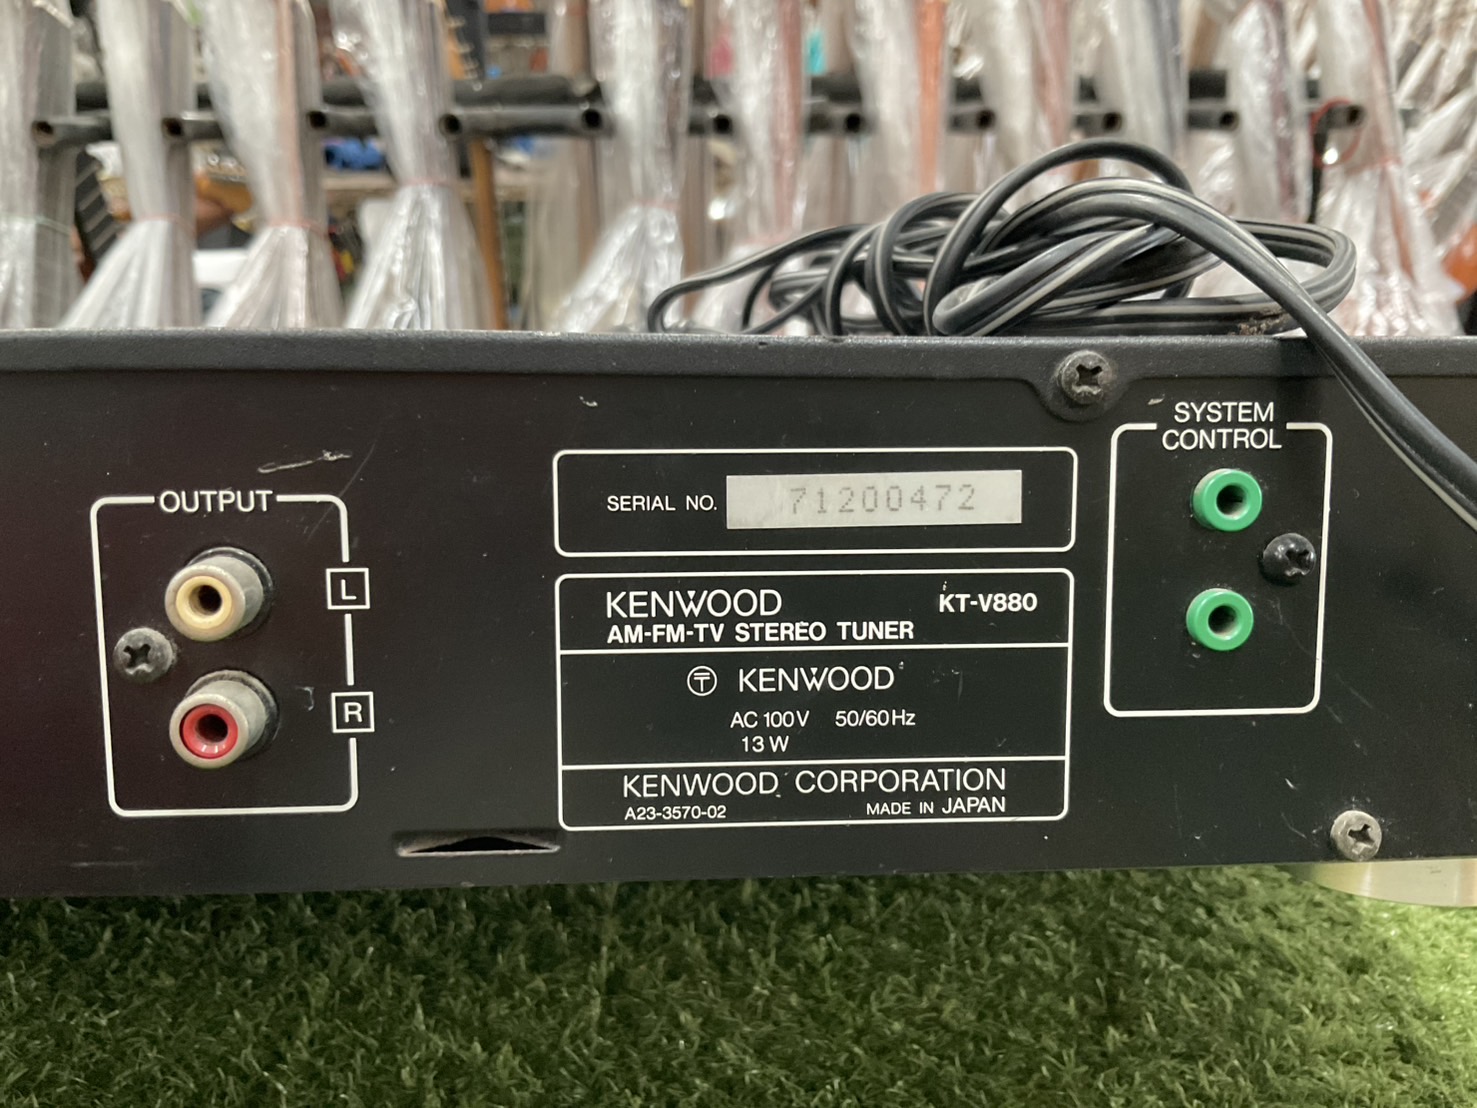 OUTPUT
L
R
SERIAL NO. 71200472
KENWOOD KT-V880
AM-FM-TV STEREO TUNER
〒 KENWOOD
AC 100V 50/60Hz
13W
KENWOOD CORPORATION
A23-3570-02 MADE IN JAPAN
SYSTEM
CONTROL